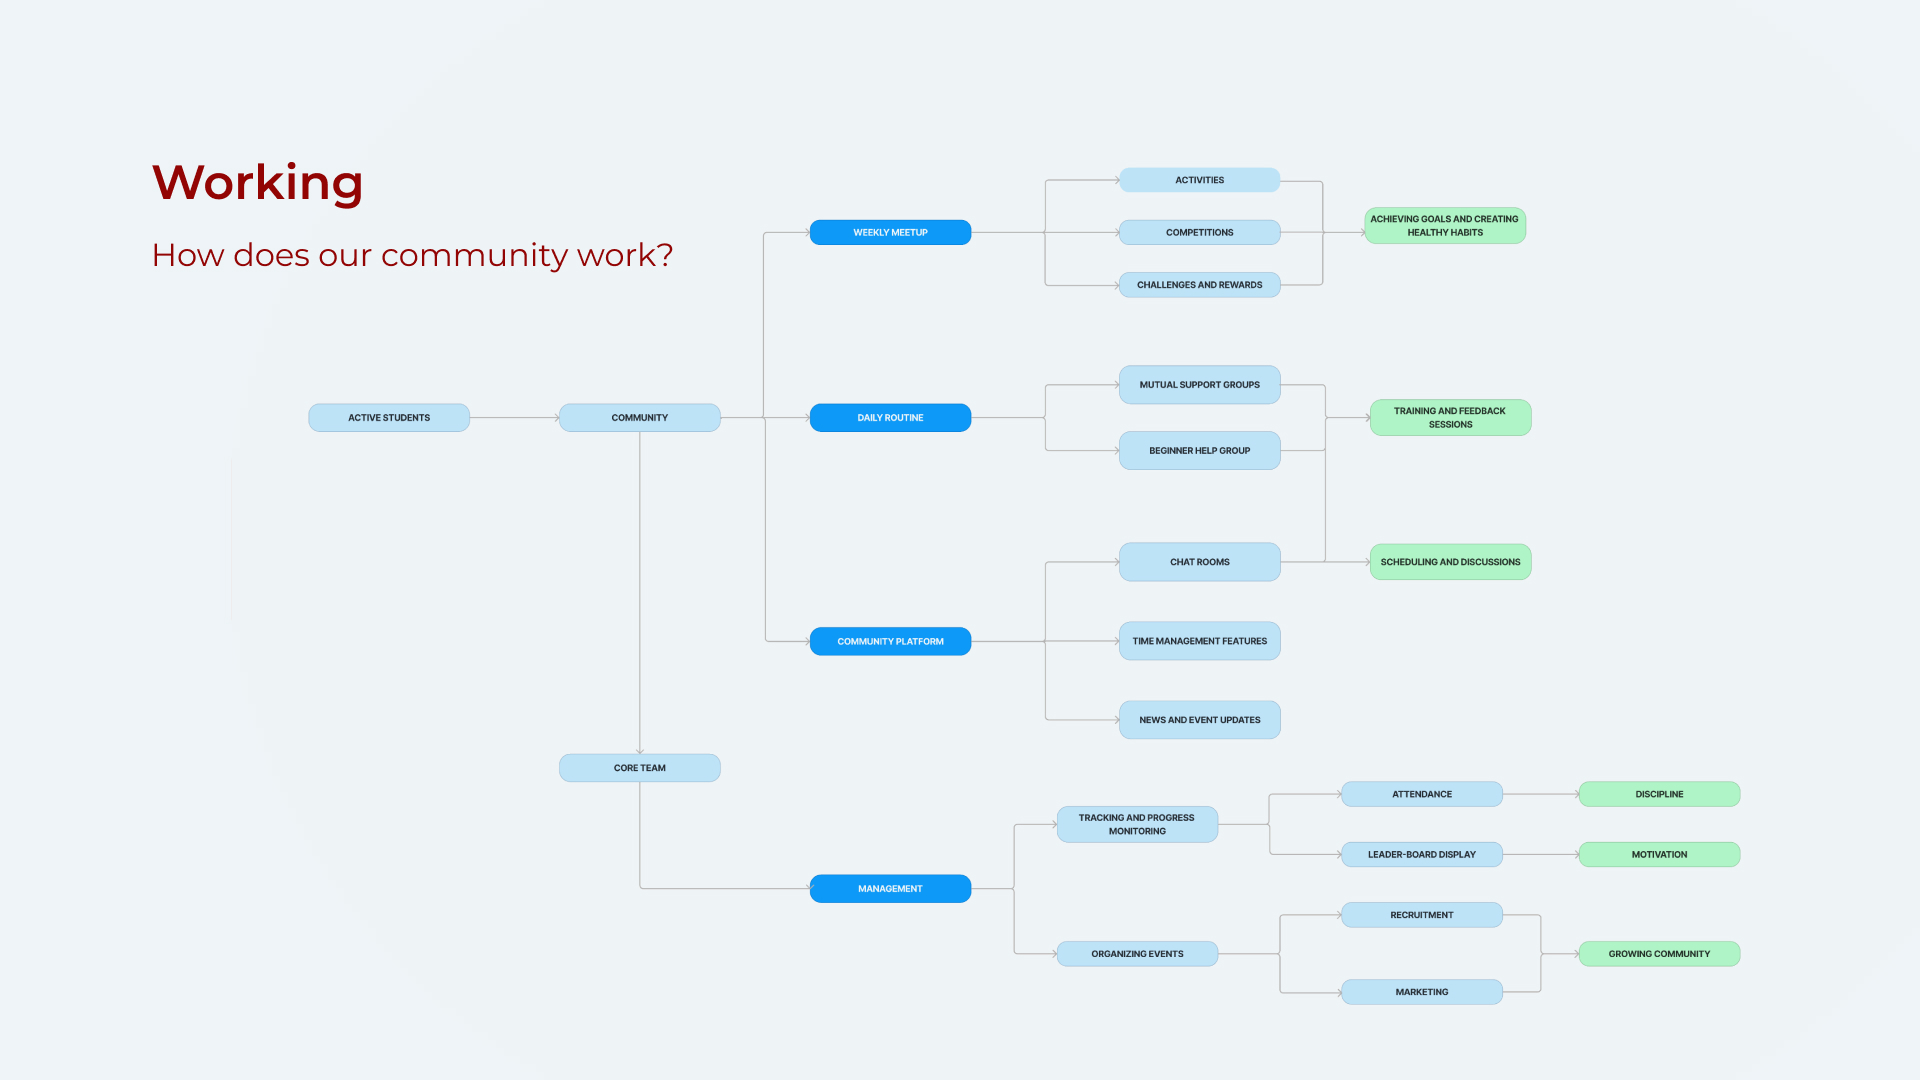 Working
How does our community work?
ACTIVE STUDENTS
COMMUNITY
WEEKLY MEETUP
ACTIVITIES
COMPETITIONS
CHALLENGES AND REWARDS
ACHIEVING GOALS AND CREATING
HEALTHY HABITS
DAILY ROUTINE
MUTUAL SUPPORT GROUPS
BEGINNER HELP GROUP
TRAINING AND FEEDBACK
SESSIONS
COMMUNITY PLATFORM
CHAT ROOMS
SCHEDULING AND DISCUSSIONS
TIME MANAGEMENT FEATURES
NEWS AND EVENT UPDATES
CORE TEAM
MANAGEMENT
TRACKING AND PROGRESS
MONITORING
ATTENDANCE
DISCIPLINE
LEADER-BOARD DISPLAY
MOTIVATION
ORGANIZING EVENTS
RECRUITMENT
MARKETING
GROWING COMMUNITY